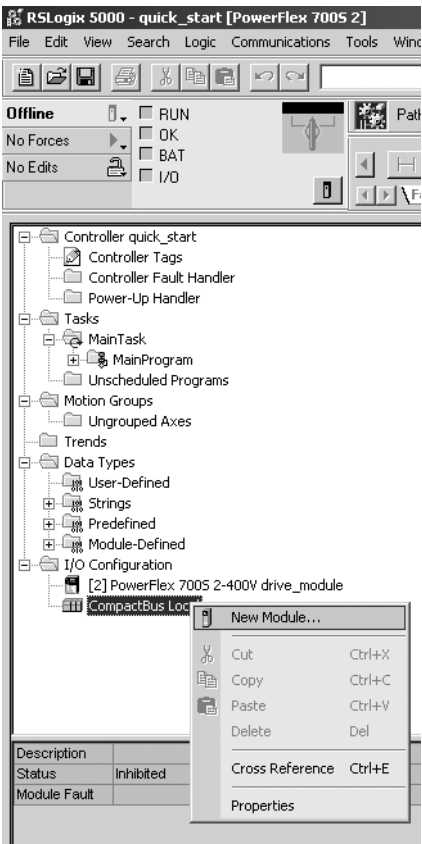 RSLogix 5000 - quick_start [PowerFlex 700S 2]
File Edit View Search Logic Communications Tools
Offline
RUN
No Forces
OK
No Edits
BAT
I/O
Controller quick_start
Controller Tags
Controller Fault Handler
Power-Up Handler
Tasks
MainTask
MainProgram
Unscheduled Programs
Motion Groups
Ungrouped Axes
Trends
Data Types
User-Defined
Strings
Predefined
Module-Defined
I/O Configuration
[2] PowerFlex 700S 2-400V drive_module
CompactBus
New Module...
Cut Ctrl+X
Copy Ctrl+C
Paste Ctrl+V
Delete Del
Cross Reference Ctrl+E
Properties
Description
Status Inhibited
Module Fault